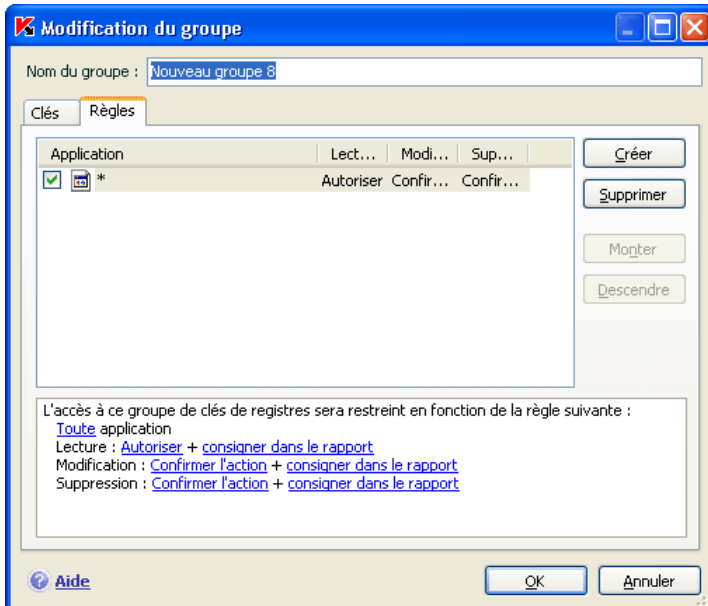 Modification du groupe
Nom du groupe : Nouveau groupe 8
Clés Règles
Application Lect... Modi... Sup...
* Autoriser Confir... Confir...
Créer
Supprimer
Monter
Descendre
L'accès à ce groupe de clés de registres sera restreint en fonction de la règle suivante :
Toute application
Lecture : Autoriser + consigner dans le rapport
Modification : Confirmer l'action + consigner dans le rapport
Suppression : Confirmer l'action + consigner dans le rapport
Aide OK Annuler